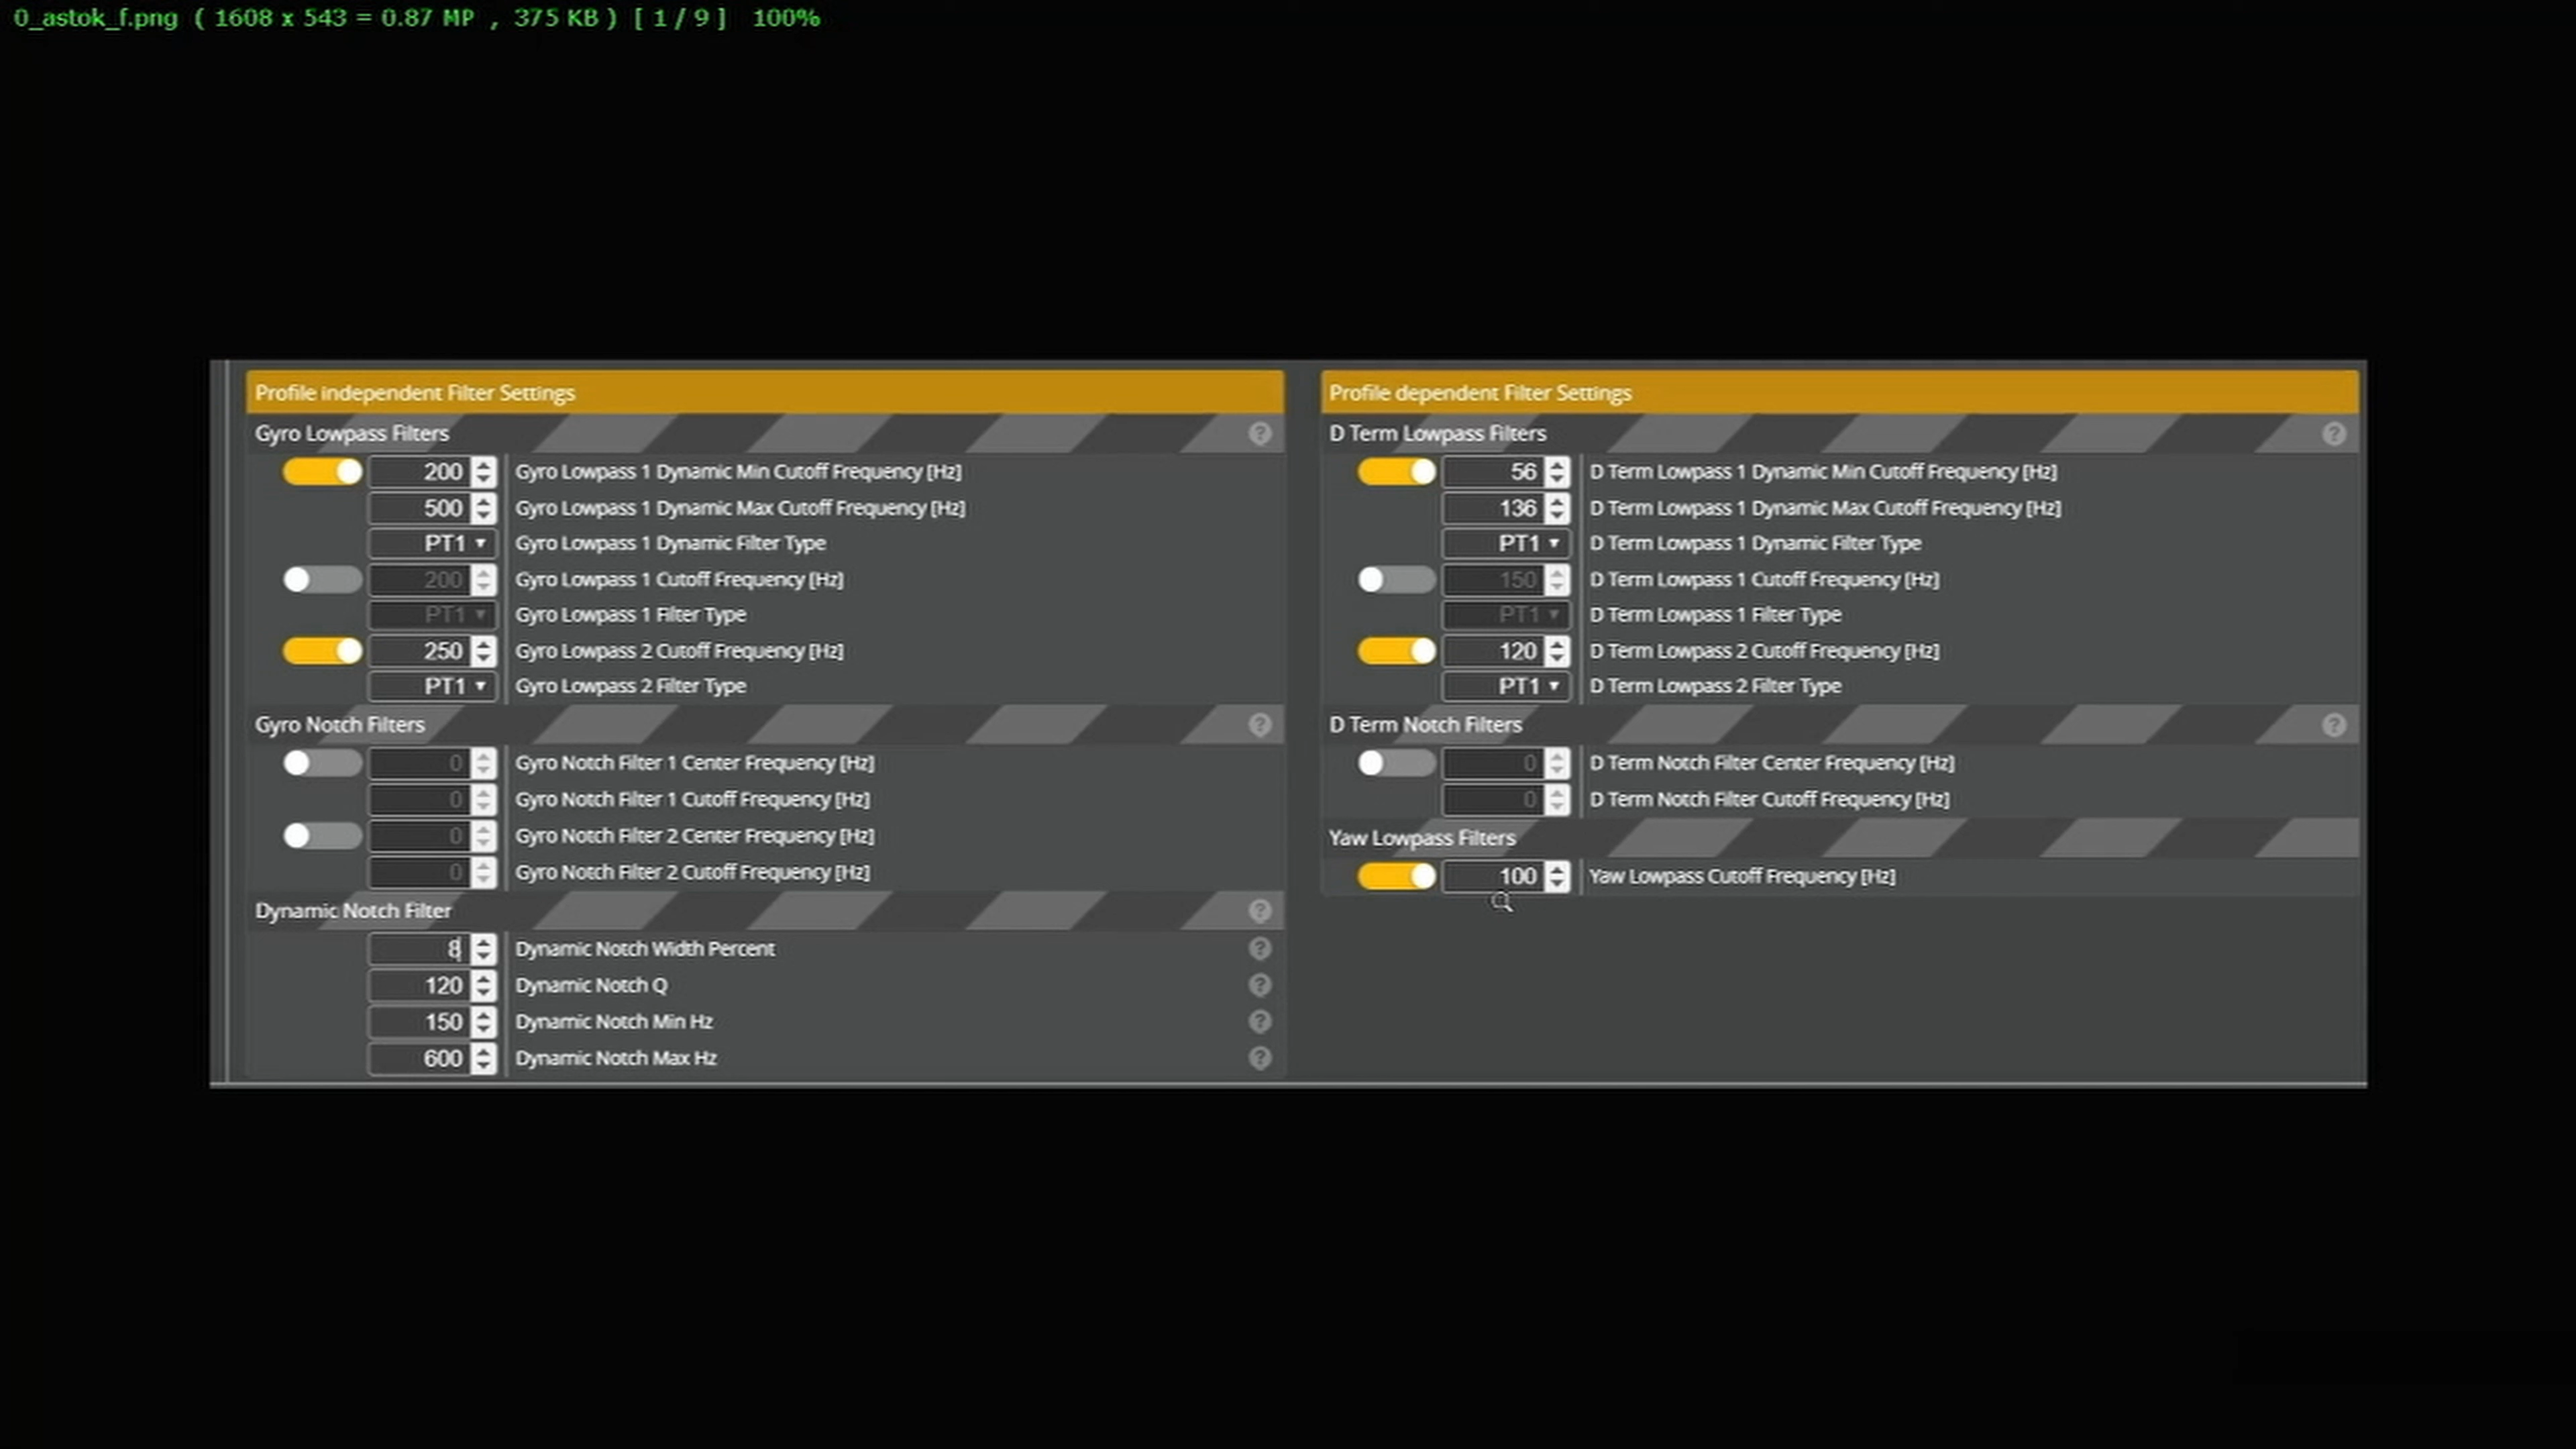 0_astok_f.png ( 1608 x 543 = 0.87 MP , 375 KB ) [ 1 / 9 ] 100%
Profile independent Filter Settings
Gyro Lowpass Filters
200 Gyro Lowpass 1 Dynamic Min Cutoff Frequency [Hz]
500 Gyro Lowpass 1 Dynamic Max Cutoff Frequency [Hz]
PT1 Gyro Lowpass 1 Dynamic Filter Type
200 Gyro Lowpass 1 Cutoff Frequency [Hz]
PT1 Gyro Lowpass 1 Filter Type
250 Gyro Lowpass 2 Cutoff Frequency [Hz]
PT1 Gyro Lowpass 2 Filter Type
Gyro Notch Filters
0 Gyro Notch Filter 1 Center Frequency [Hz]
0 Gyro Notch Filter 1 Cutoff Frequency [Hz]
0 Gyro Notch Filter 2 Center Frequency [Hz]
0 Gyro Notch Filter 2 Cutoff Frequency [Hz]
Dynamic Notch Filter
8 Dynamic Notch Width Percent
120 Dynamic Notch Q
150 Dynamic Notch Min Hz
600 Dynamic Notch Max Hz
Profile dependent Filter Settings
D Term Lowpass Filters
56 D Term Lowpass 1 Dynamic Min Cutoff Frequency [Hz]
136 D Term Lowpass 1 Dynamic Max Cutoff Frequency [Hz]
PT1 D Term Lowpass 1 Dynamic Filter Type
150 D Term Lowpass 1 Cutoff Frequency [Hz]
PT1 D Term Lowpass 1 Filter Type
120 D Term Lowpass 2 Cutoff Frequency [Hz]
PT1 D Term Lowpass 2 Filter Type
D Term Notch Filters
0 D Term Notch Filter Center Frequency [Hz]
0 D Term Notch Filter Cutoff Frequency [Hz]
Yaw Lowpass Filters
100 Yaw Lowpass Cutoff Frequency [Hz]